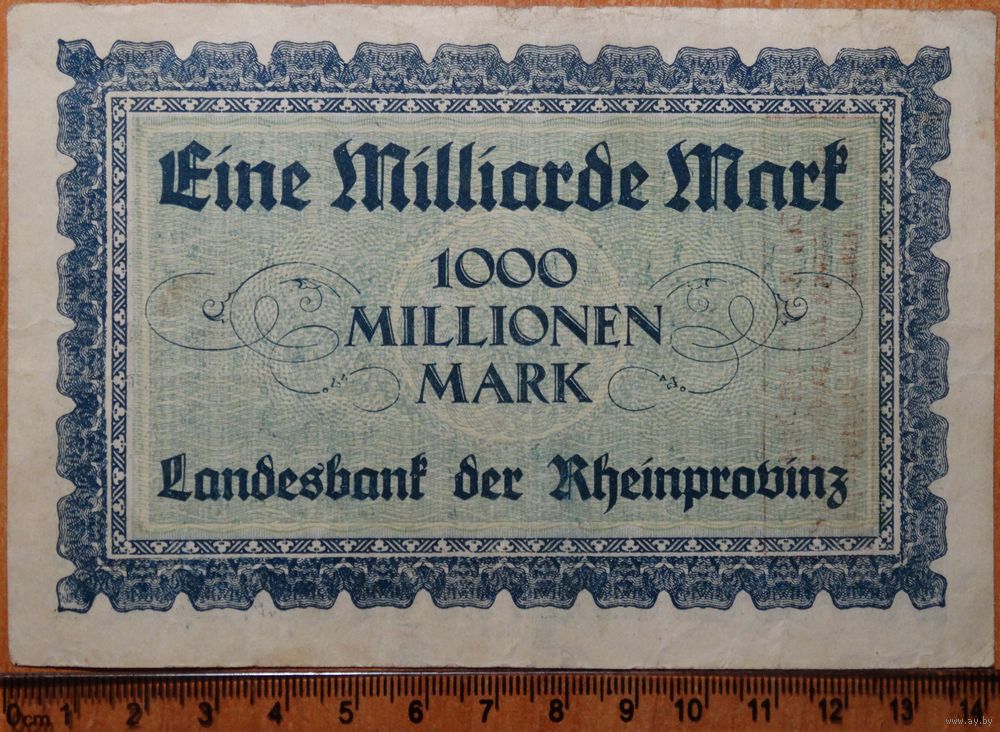 Eine Milliarde Mark
1000
MILLIONEN
MARK
Landesbank der Rheinprovinz
0cm 1 2 3 4 5 6 7 8 9 10 11 12 13 14
www.ay.by